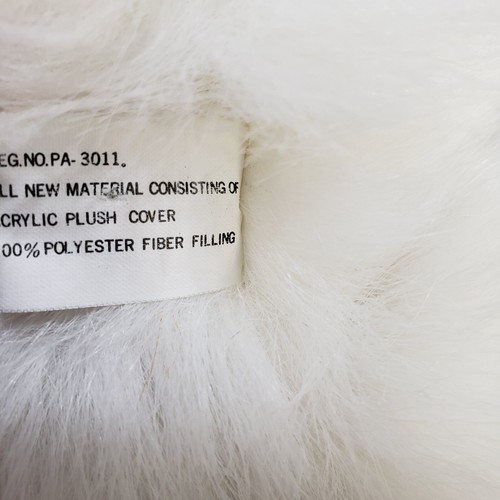 EG.NO.PA-3011.
LL NEW MATERIAL CONSISTING OF
CRYLIC PLUSH COVER
00% POLYESTER FIBER FILLING